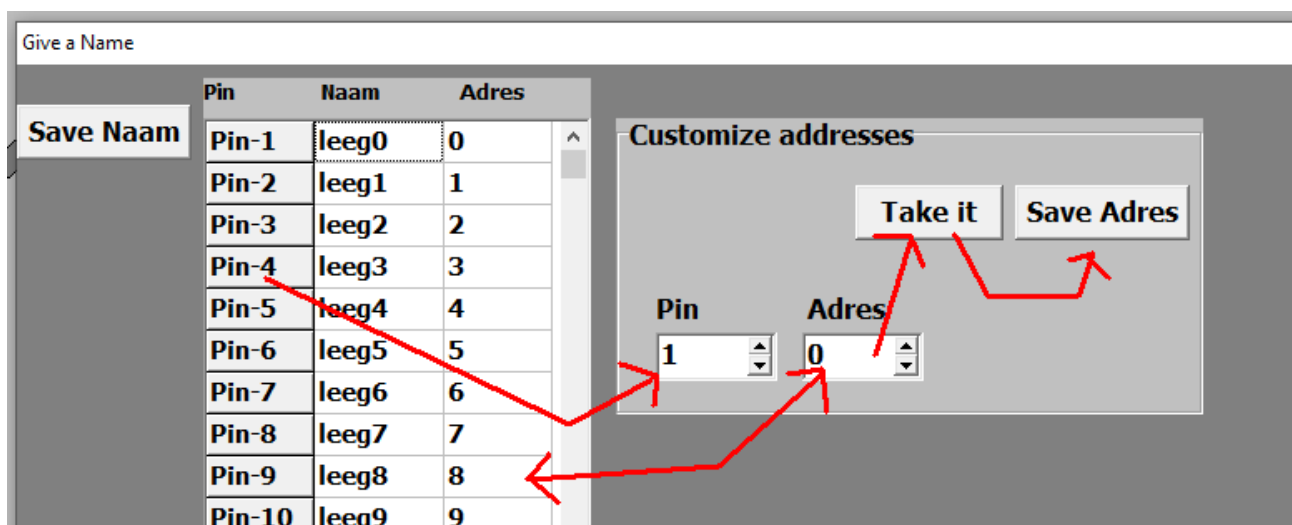 Give a Name
Pin Naam Adres
Save Naam
Pin-1 leeg0 0
Pin-2 leeg1 1
Pin-3 leeg2 2
Pin-4 leeg3 3
Pin-5 leeg4 4
Pin-6 leeg5 5
Pin-7 leeg6 6
Pin-8 leeg7 7
Pin-9 leeg8 8
Pin-10 leeg9 9
Customize addresses
Take it Save Adres
Pin Adres
1 0